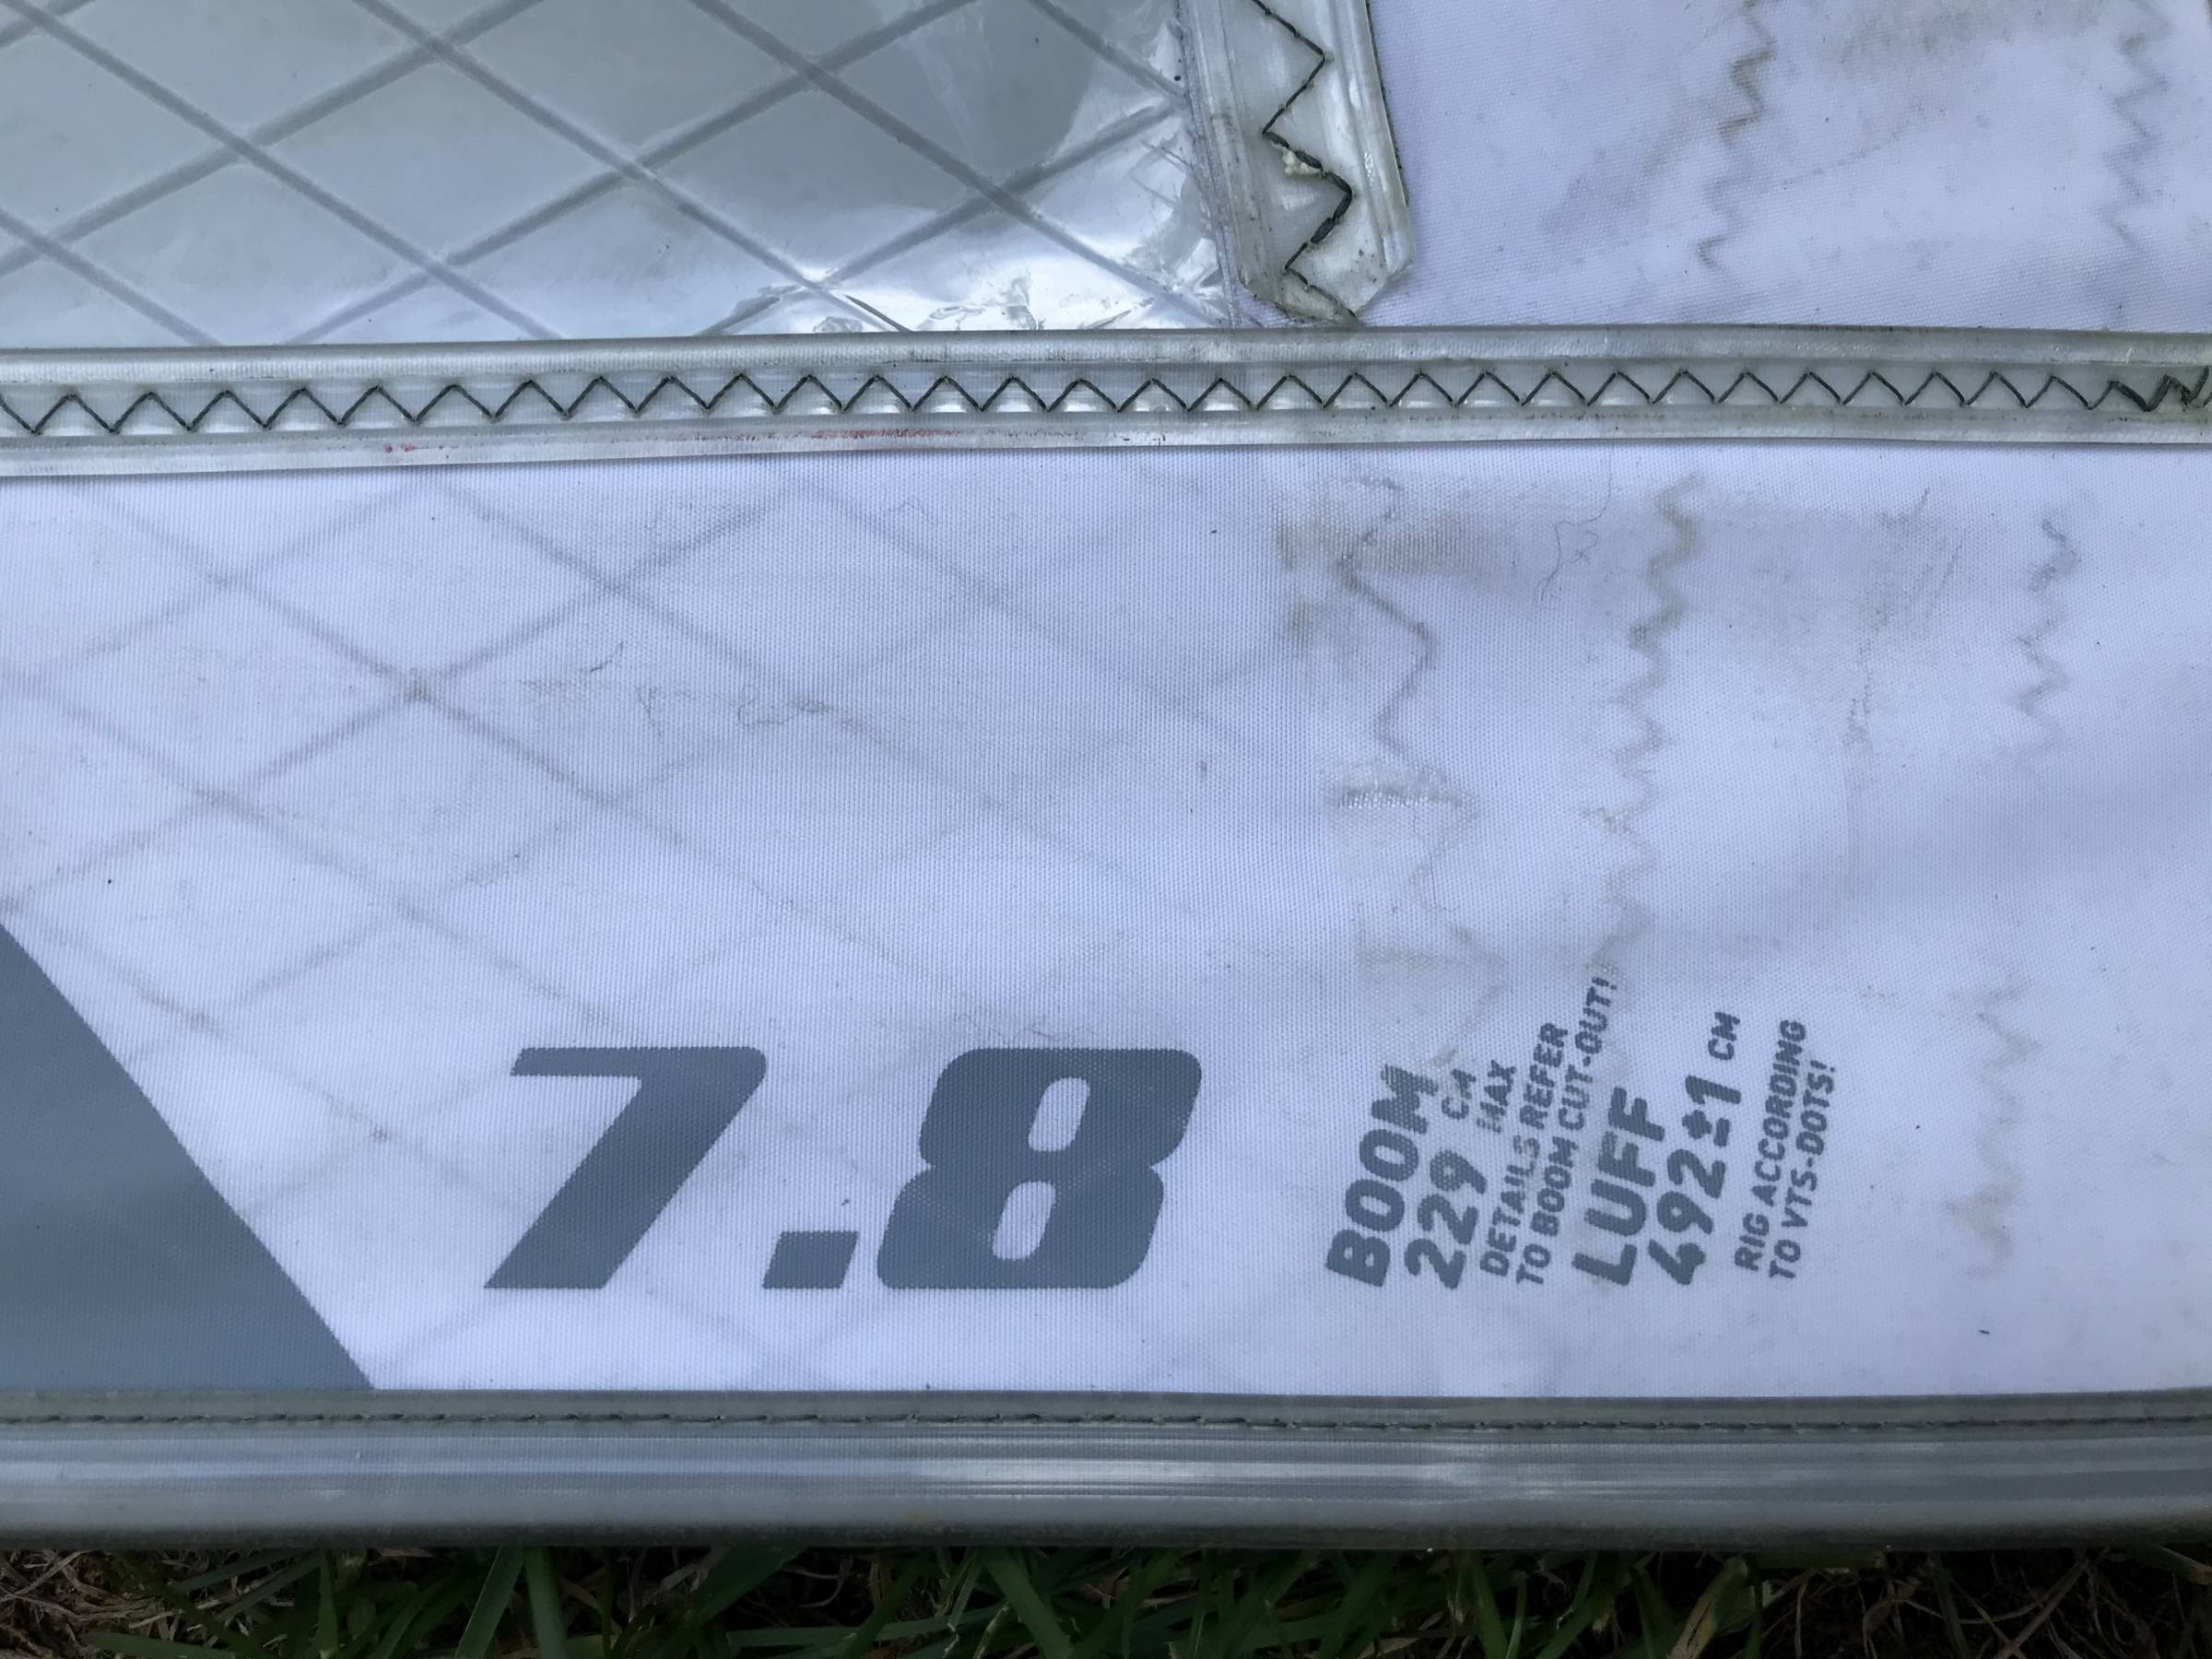 7.8
BOOM
229 CM
MAX
DETAILS REFER
TO BOOM CUT-OUT!
LUFF
492±1 CM
RIG ACCORDING
TO VTS-DOTS!